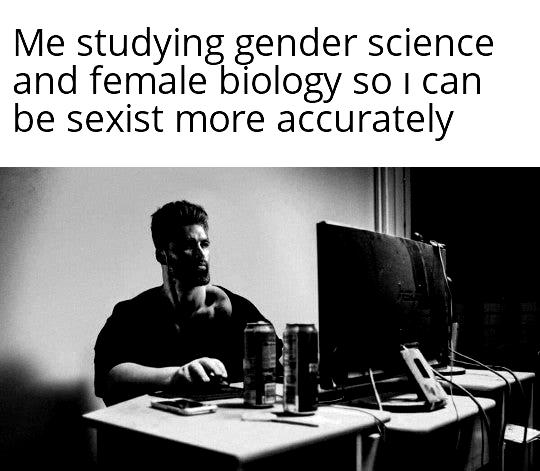 Me studying gender science
and female biology so ı can
be sexist more accurately